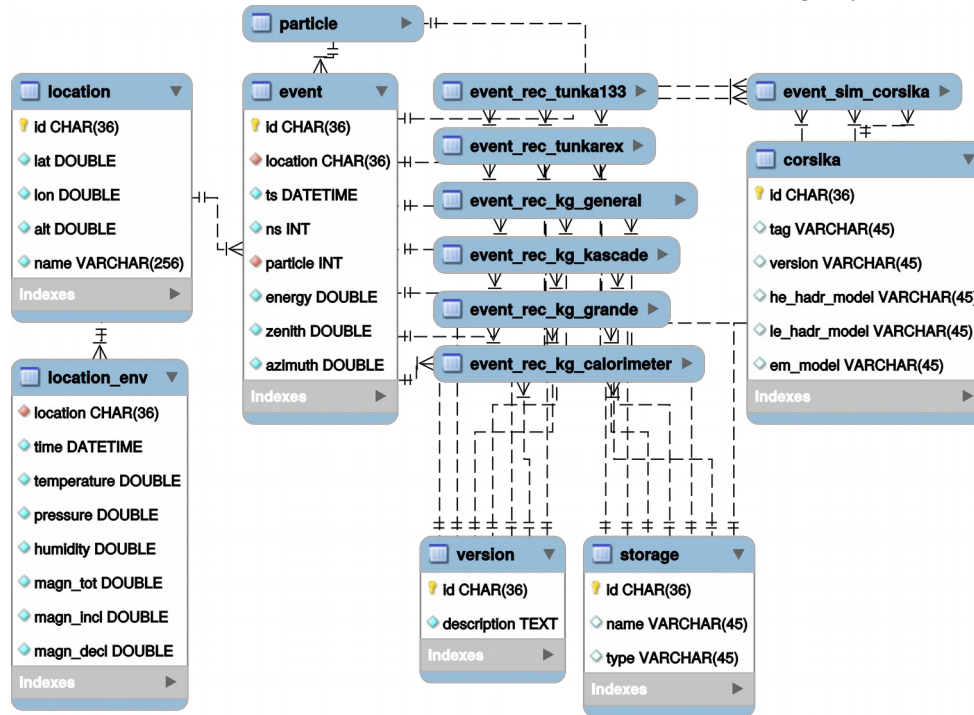 particle
location
id CHAR(36)
lat DOUBLE
lon DOUBLE
alt DOUBLE
name VARCHAR(256)
Indexes
location_env
location CHAR(36)
time DATETIME
temperature DOUBLE
pressure DOUBLE
humidity DOUBLE
magn_tot DOUBLE
magn_incl DOUBLE
magn_decl DOUBLE
Indexes
event
id CHAR(36)
location CHAR(36)
ts DATETIME
ns INT
particle INT
energy DOUBLE
zenith DOUBLE
azimuth DOUBLE
Indexes
event_rec_tunka133
event_rec_tunkarex
event_rec_kg_general
event_rec_kg_kascade
event_rec_kg_grande
event_rec_kg_calorimeter
event_sim_corsika
corsika
id CHAR(36)
tag VARCHAR(45)
version VARCHAR(45)
he_hadr_model VARCHAR(45)
le_hadr_model VARCHAR(45)
em_model VARCHAR(45)
Indexes
version
id CHAR(36)
description TEXT
Indexes
storage
id CHAR(36)
name VARCHAR(45)
type VARCHAR(45)
Indexes